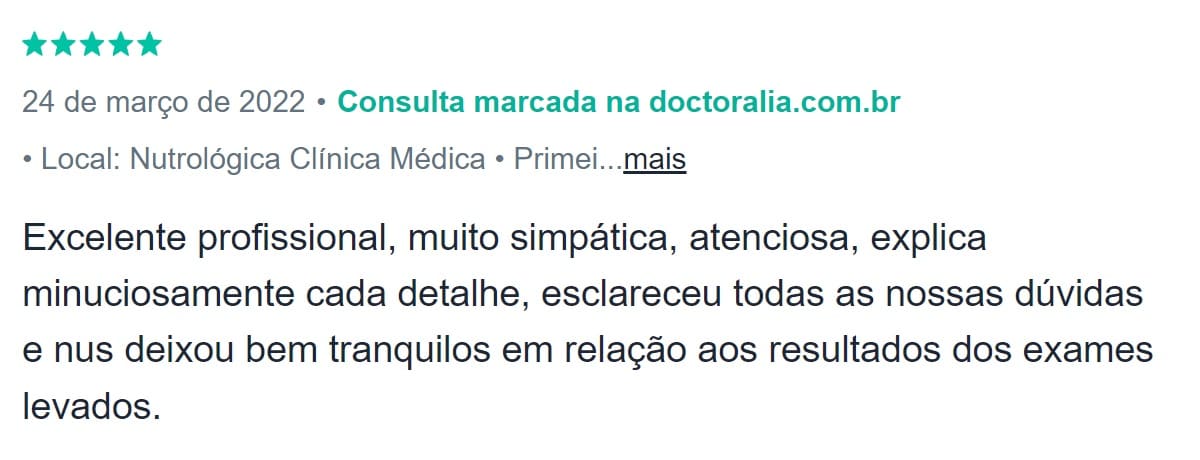 24 de março de 2022 • Consulta marcada na doctoralia.com.br
• Local: Nutrológica Clínica Médica • Primei...mais
Excelente profissional, muito simpática, atenciosa, explica
minuciosamente cada detalhe, esclareceu todas as nossas dúvidas
e nus deixou bem tranquilos em relação aos resultados dos exames
levados.